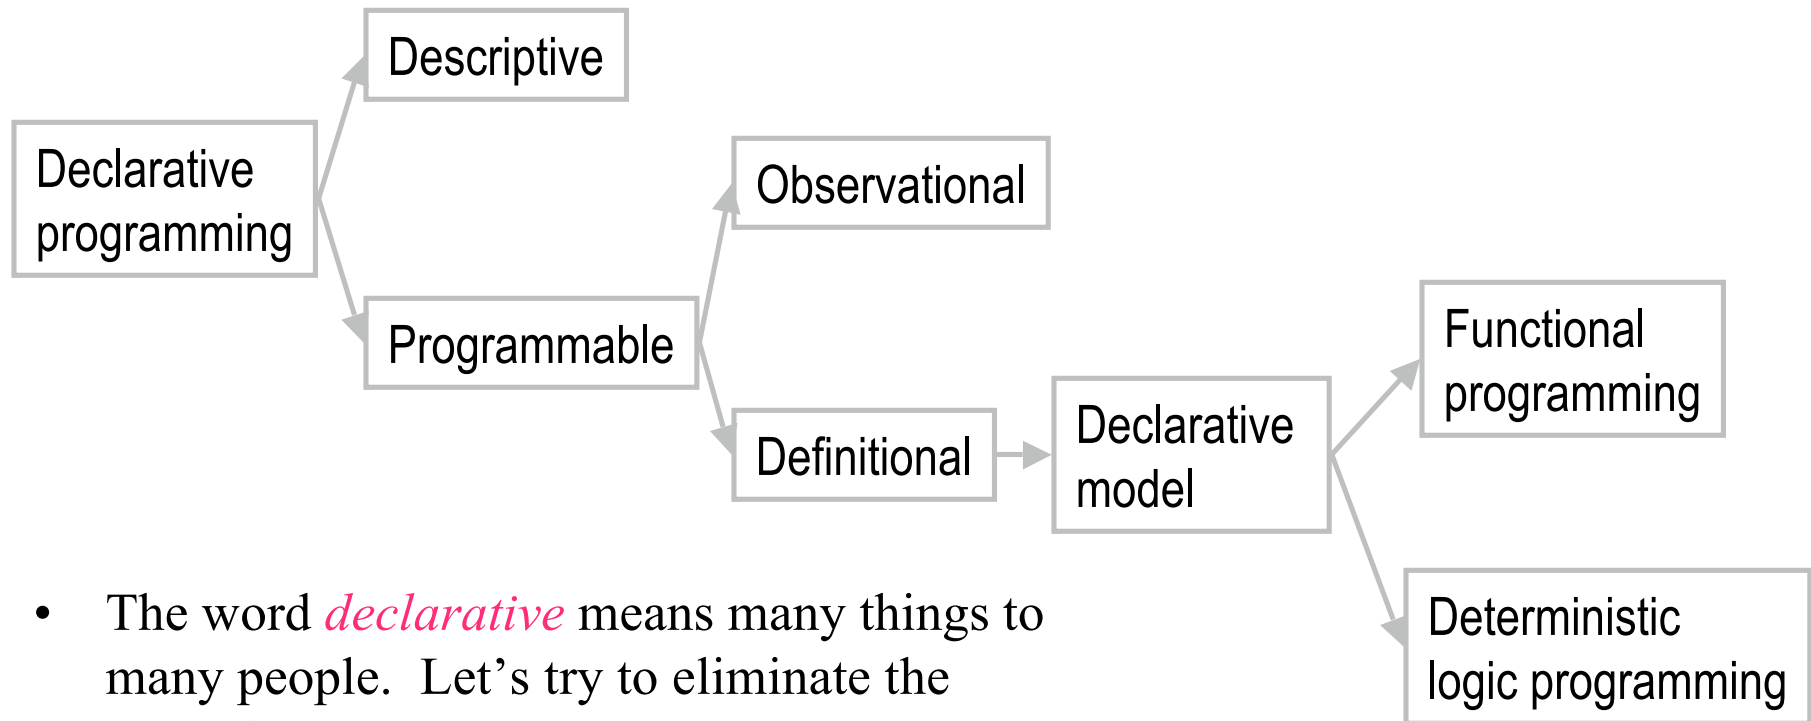 Descriptive
Declarative
programming
Observational
Programmable
Functional
programming
Definitional
Declarative
model
• The word declarative means many things to
many people. Let’s try to eliminate the
Deterministic
logic programming